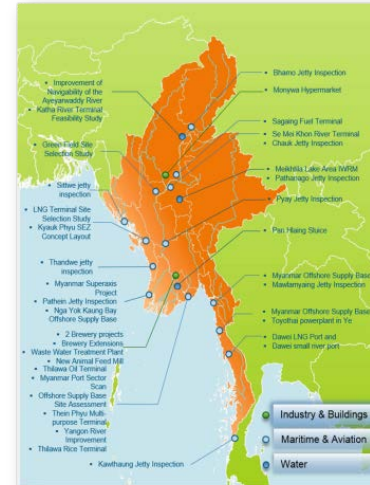 • Improvement of
Navigability of the
Ayeyarwaddy River
• Katha River Terminal
Feasibility Study
• Green Field Site
Selection Study
• Sittwe jetty
inspection
• LNG Terminal Site
Selection Study
• Kyauk Phyu SEZ
Concept Layout
• Thandwe jetty
inspection
• Myanmar Superaxis
Project
• Pathein Jetty Inspection
• Nga Yok Kaung Bay
Offshore Supply Base
• 2 Brewery projects
• Brewery Extensions
• Waste Water Treatment Plant
• New Animal Feed Mill
• Thilawa Oil Terminal
• Myanmar Port Sector
Scan
• Offshore Supply Base
Site Assessment
• Thein Phyu Multi-
purpose Terminal
• Yangon River
Improvement
• Thilawa Rice Terminal
• Kawthaung Jetty Inspection
• Bhamo Jetty Inspection
• Monywa Hypermarket
• Sagaing Fuel Terminal
• Se Mei Khon River Terminal
• Chauk Jetty Inspection
• Meikhtila Lake Area IWRM
• Pathanago Jetty Inspection
• Pyay Jetty Inspection
• Pan Hlaing Sluice
• Myanmar Offshore Supply Base
• Mawlamyaing Jetty Inspection
• Myanmar Offshore Supply Base
• Toyothai powerplant in Ye
• Dawei LNG Port and
• Dawei small river port
Industry & Buildings
Maritime & Aviation
Water